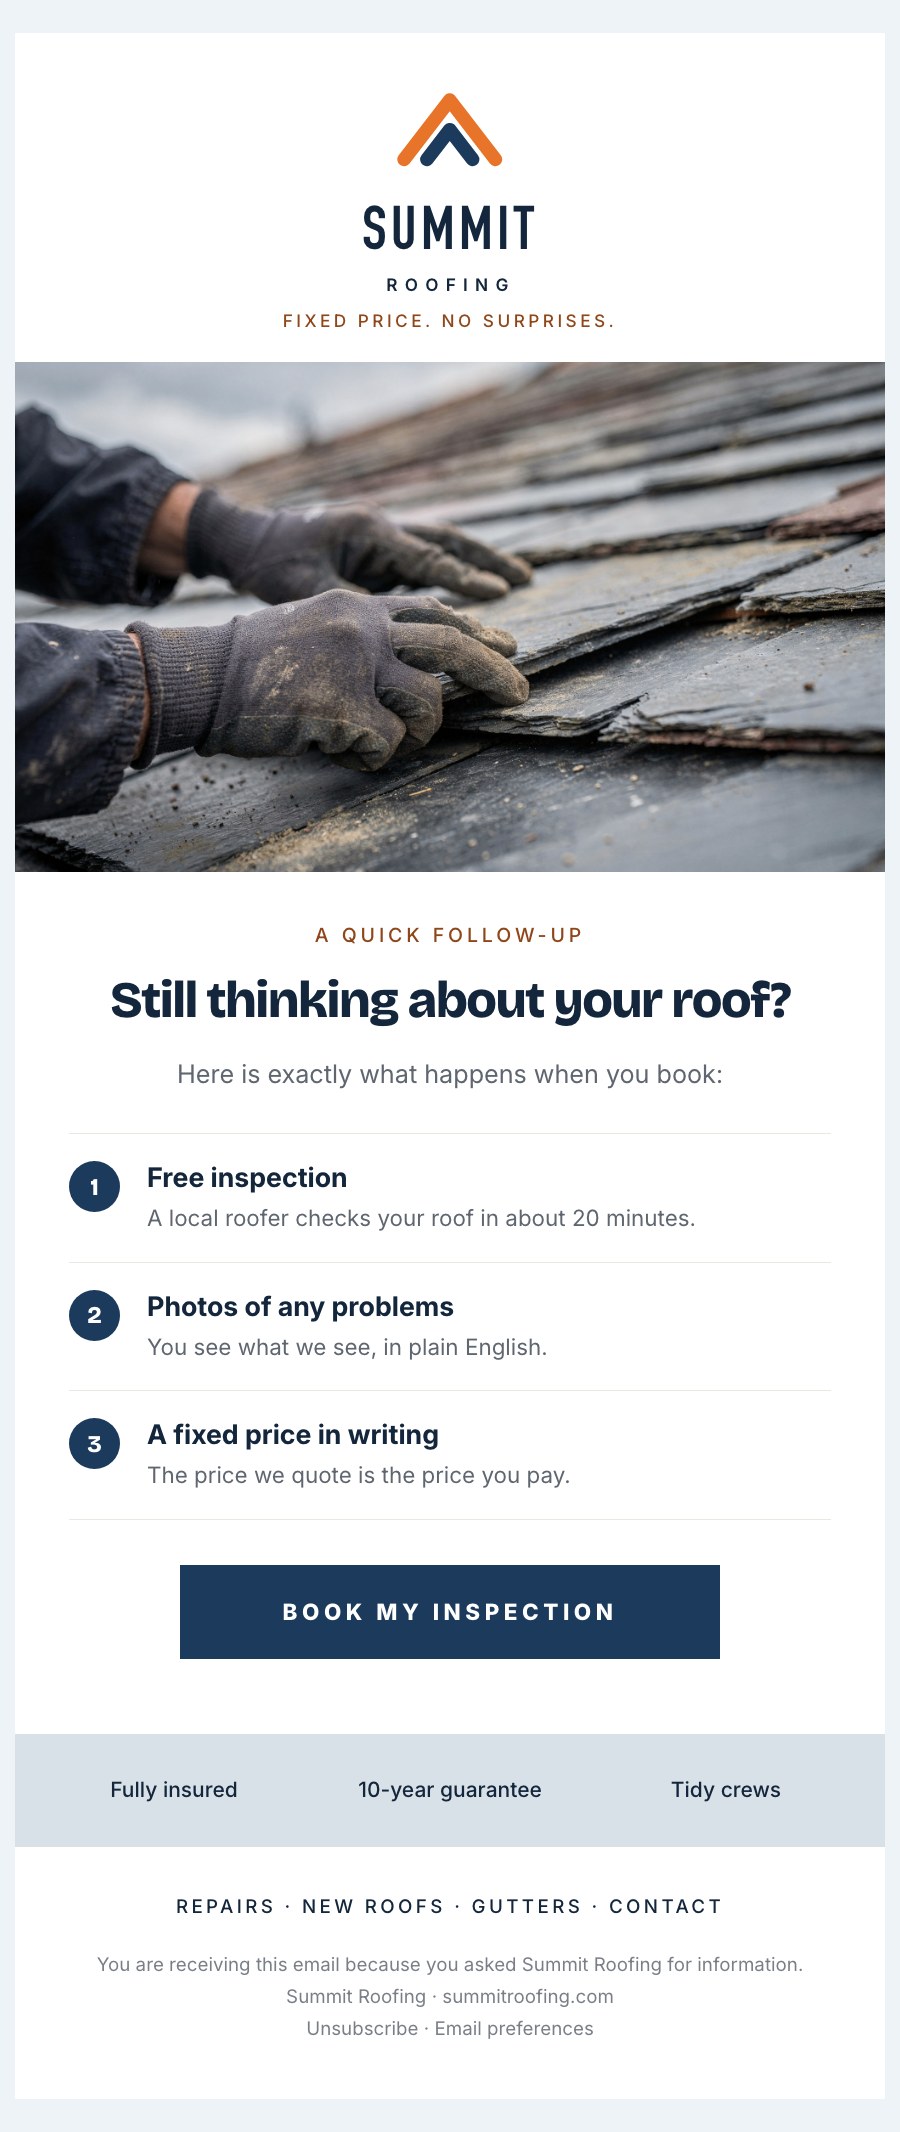 SUMMIT
ROOFING
FIXED PRICE. NO SURPRISES.
A QUICK FOLLOW-UP
Still thinking about your roof?
Here is exactly what happens when you book:
1
Free inspection
A local roofer checks your roof in about 20 minutes.
2
Photos of any problems
You see what we see, in plain English.
3
A fixed price in writing
The price we quote is the price you pay.
BOOK MY INSPECTION
Fully insured
10-year guarantee
Tidy crews
REPAIRS · NEW ROOFS · GUTTERS · CONTACT
You are receiving this email because you asked Summit Roofing for information.
Summit Roofing · summitroofing.com
Unsubscribe · Email preferences